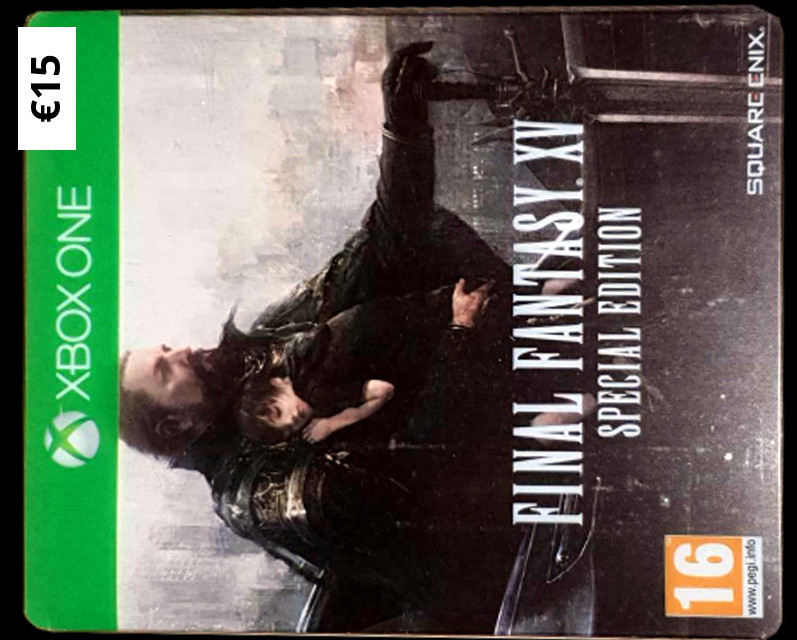 €15
XBOX ONE
FINAL FANTASY XV
SPECIAL EDITION
SQUARE ENIX.
16
www.pegi.info